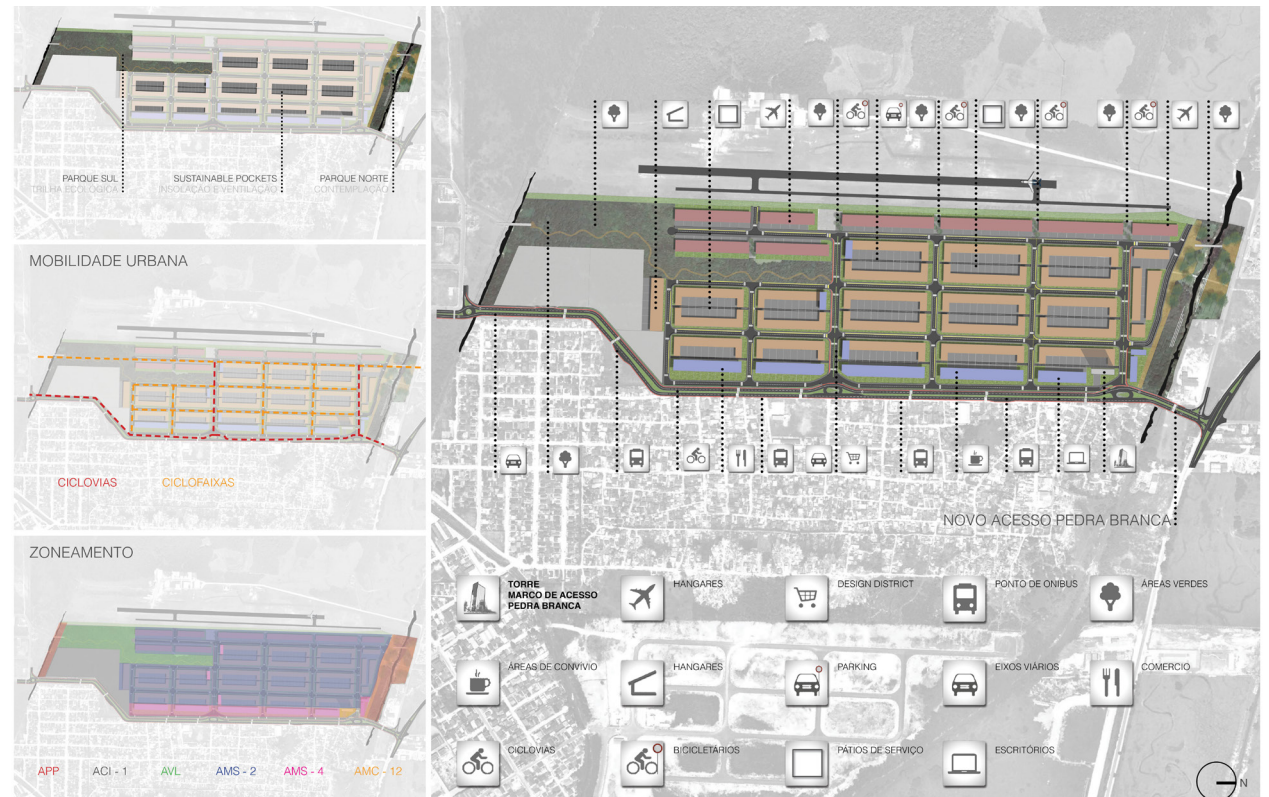 PARQUE SUL
TRILHA ECOLÓGICA
SUSTAINABLE POCKETS
INSOLAÇÃO E VENTILAÇÃO
PARQUE NORTE
CONTEMPLAÇÃO
MOBILIDADE URBANA
CICLOVIAS
CICLOFAIXAS
ZONEAMENTO
APP
ACI - 1
AVL
AMS - 2
AMS - 4
AMC - 12
NOVO ACESSO PEDRA BRANCA
TORRE
MARCO DE ACESSO
PEDRA BRANCA
HANGARES
DESIGN DISTRICT
PONTO DE ONIBUS
ÁREAS VERDES
ÁREAS DE CONVIVIO
HANGARES
PARKING
EIXOS VIÁRIOS
COMERCIO
CICLOVIAS
BICICLETÁRIOS
PÁTIOS DE SERVIÇO
ESCRITÓRIOS
N